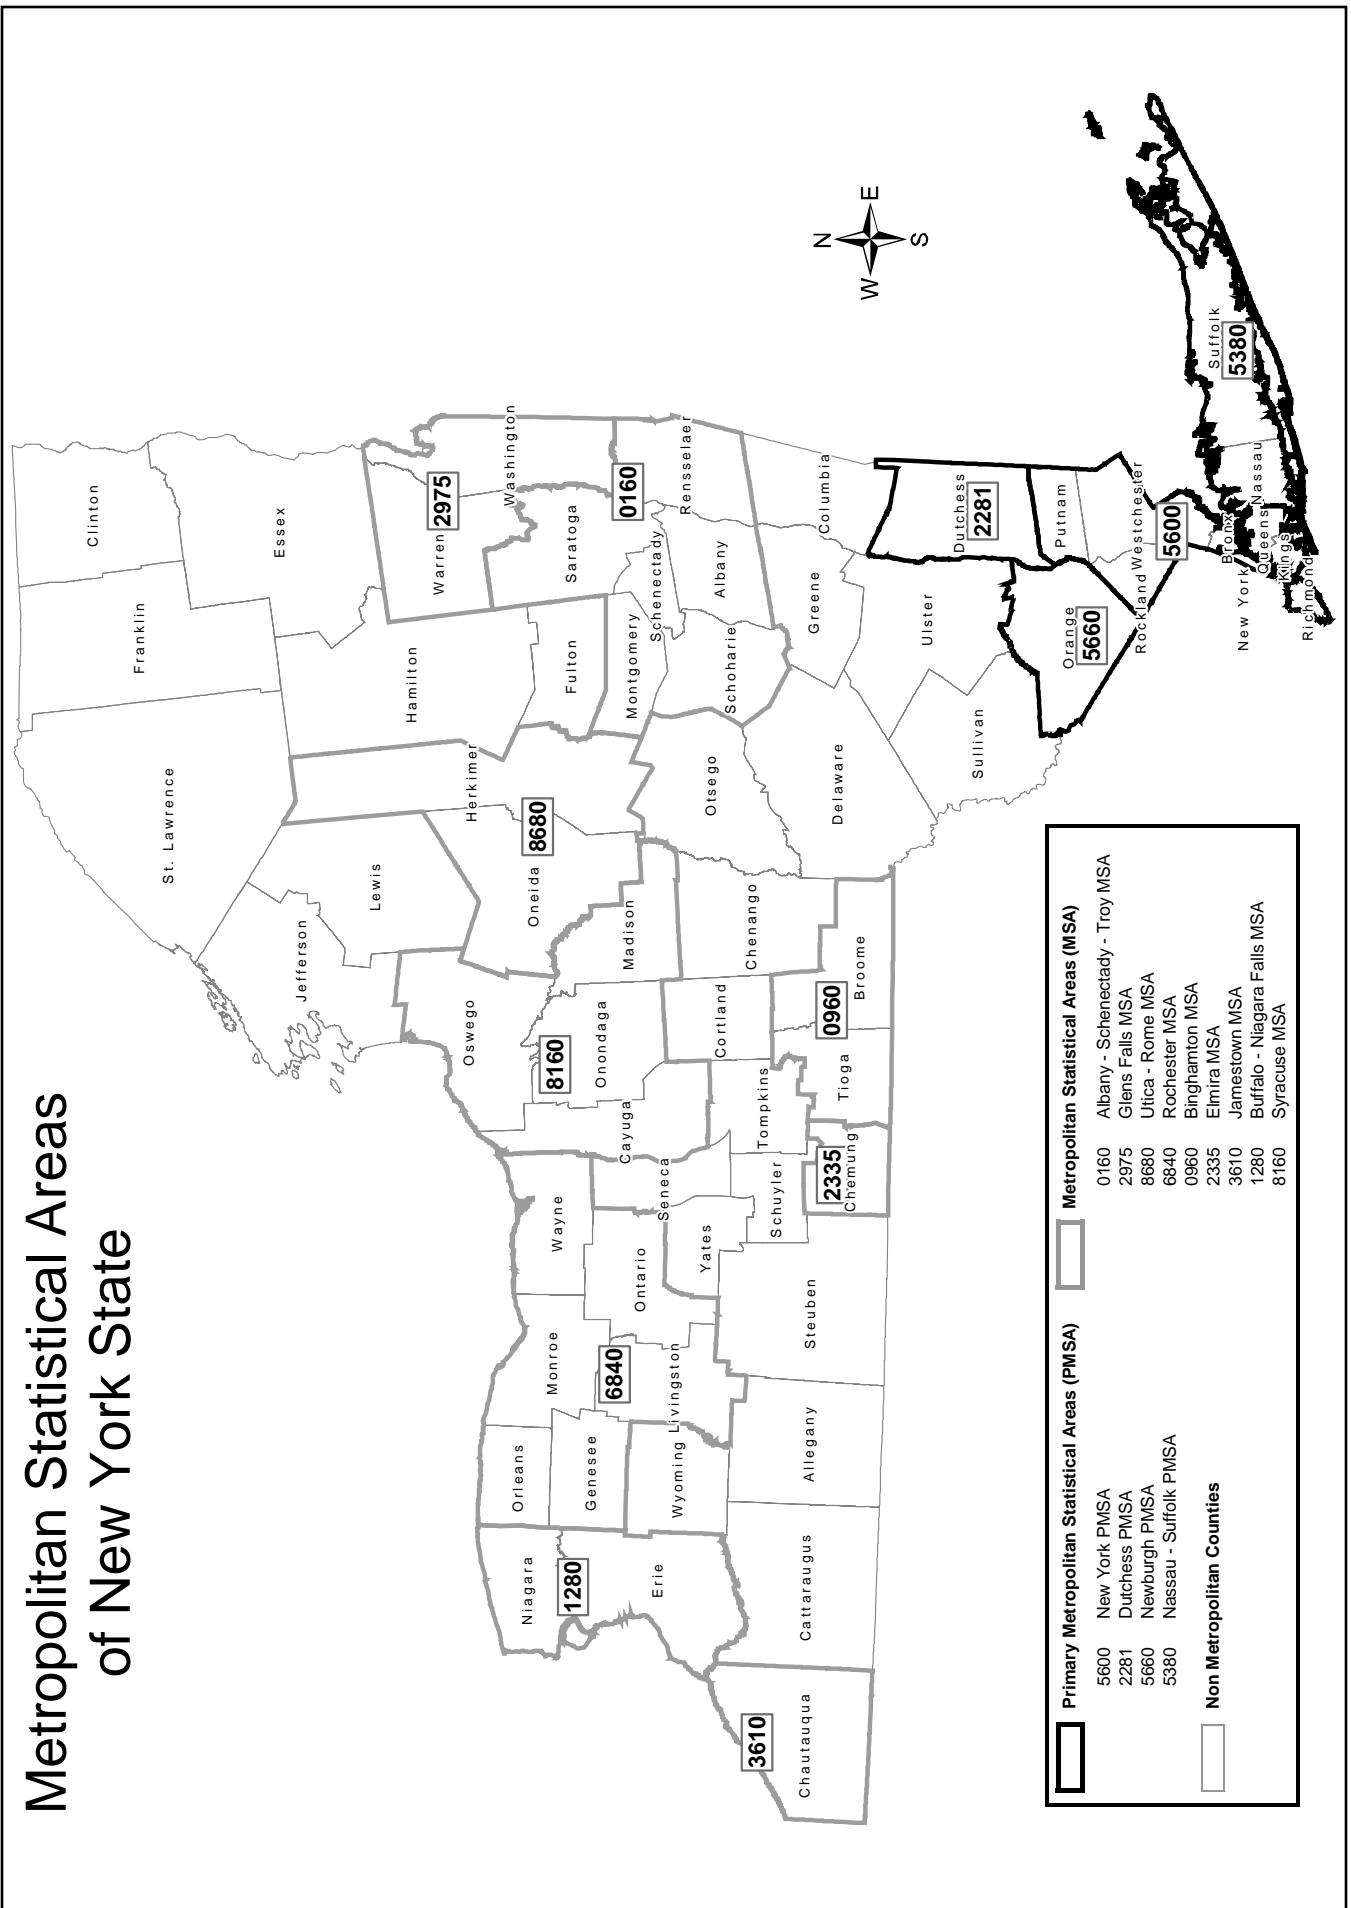 Metropolitan Statistical Areas
of New York State
Clinton
Franklin
St. Lawrence
Essex
Jefferson
Lewis
Hamilton
Warren
2975
Washington
Herkimer
8680
Oneida
Oswego
Fulton
Saratoga
0160
Rensselaer
Montgomery
Schenectady
Albany
Schoharie
Otsego
Madison
8160
Onondaga
Cayuga
Wayne
Seneca
Ontario
Yates
Monroe
6840
Livingston
Orleans
Genesee
Wyoming
Niagara
1280
Erie
3610
Chautauqua
Cattaraugus
Allegany
Steuben
Schuyler
2335
Chemung
Tompkins
Tioga
Cortland
0960
Broome
Chenango
Delaware
Greene
Columbia
Ulster
Sullivan
Dutchess
2281
Putnam
Orange
5660
Rockland
Westchester
5600
Bronx
New York
Queens
Kings
Richmond
Nassau
Suffolk
5380
N
W
E
S
Primary Metropolitan Statistical Areas (PMSA)
5600 New York PMSA
2281 Dutchess PMSA
5660 Newburgh PMSA
5380 Nassau - Suffolk PMSA
Non Metropolitan Counties
Metropolitan Statistical Areas (MSA)
0160 Albany - Schenectady - Troy MSA
2975 Glens Falls MSA
8680 Utica - Rome MSA
6840 Rochester MSA
0960 Binghamton MSA
2335 Elmira MSA
3610 Jamestown MSA
1280 Buffalo - Niagara Falls MSA
8160 Syracuse MSA